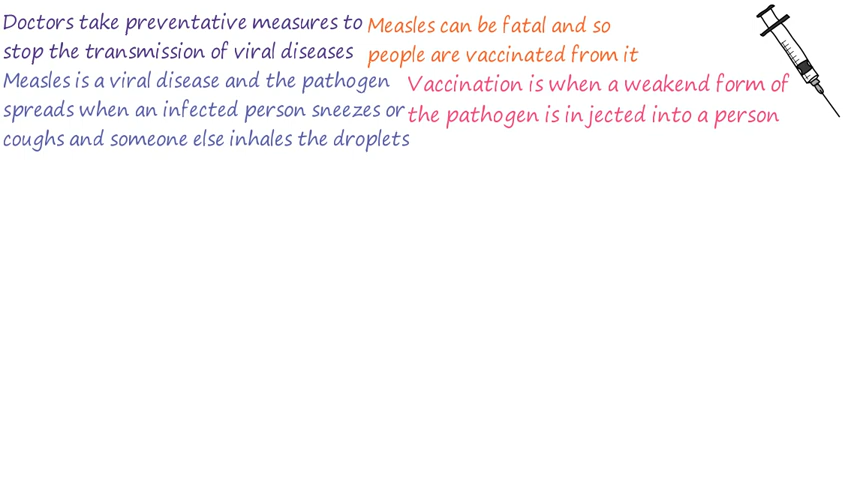 Doctors take preventative measures to
stop the transmission of viral diseases
Measles can be fatal and so
people are vaccinated from it
Measles is a viral disease and the pathogen
spreads when an infected person sneezes or
coughs and someone else inhales the droplets
Vaccination is when a weakend form of
the pathogen is injected into a person